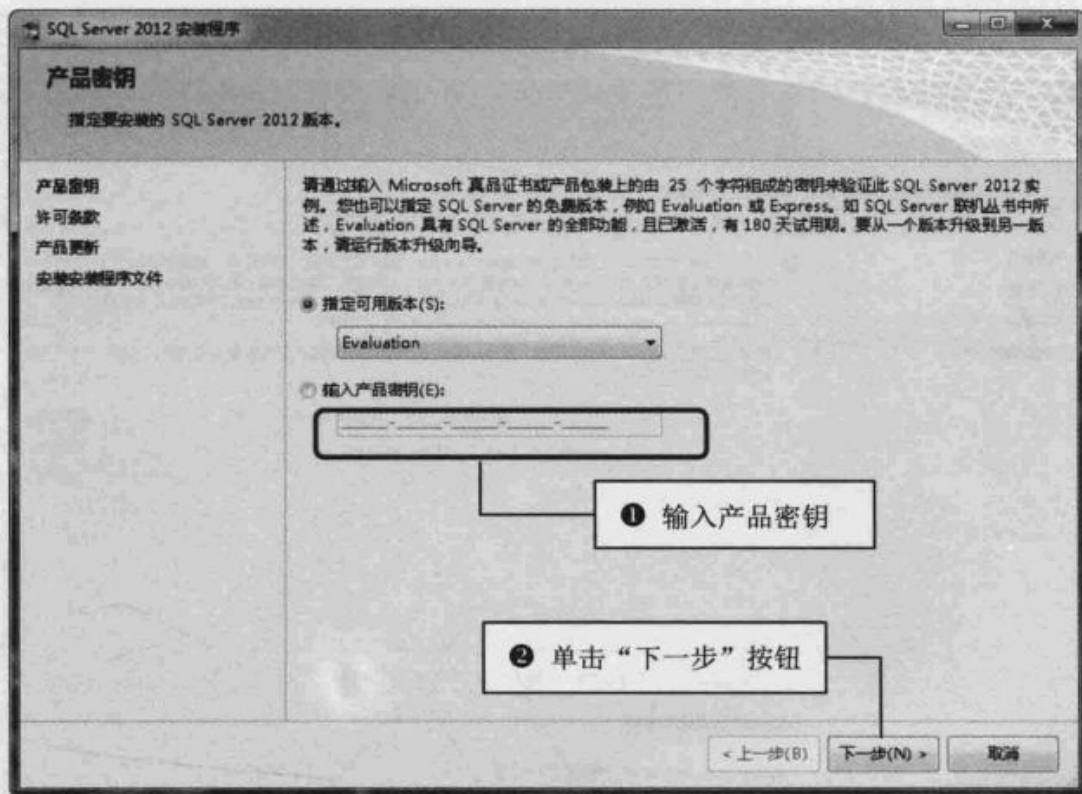 SQL Server 2012 安装程序
产品密钥
指定要安装的 SQL Server 2012 版本。
产品密钥
许可条款
产品更新
安装安装程序文件
请通过输入 Microsoft 真品证书或产品包装上的由 25 个字符组成的密钥来验证此 SQL Server 2012 实
例。您也可以指定 SQL Server 的免费版本，例如 Evaluation 或 Express。如 SQL Server 联机丛书中所
述，Evaluation 具有 SQL Server 的全部功能，且已激活，有 180 天试用期。要从一个版本升级到另一版
本，请运行版本升级向导。
指定可用版本(S):
Evaluation
输入产品密钥(E):
_____-_____-_____-_____-_____
❶ 输入产品密钥
❷ 单击“下一步”按钮
< 上一步(B)
下一步(N) >
取消